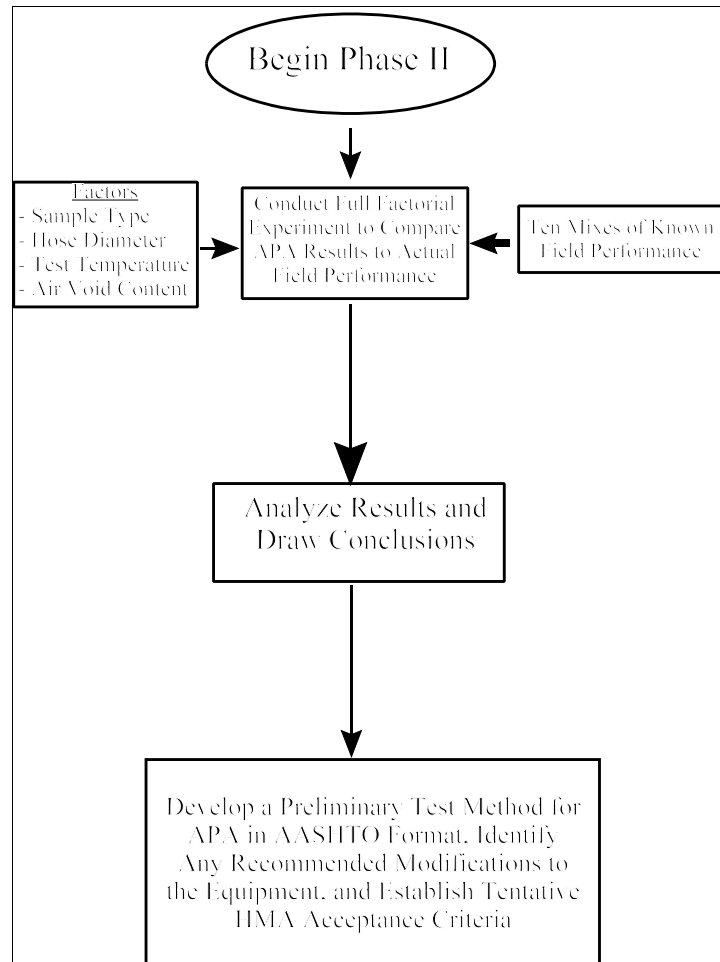 Begin Phase II
Factors
- Sample Type
- Hose Diameter
- Test Temperature
- Air Void Content
Conduct Full Factorial
Experiment to Compare
APA Results to Actual
Field Performance
Ten Mixes of Known
Field Performance
Analyze Results and
Draw Conclusions
Develop a Preliminary Test Method for
APA in AASHTO Format, Identify
Any Recommended Modifications to
the Equipment, and Establish Tentative
HMA Acceptance Criteria